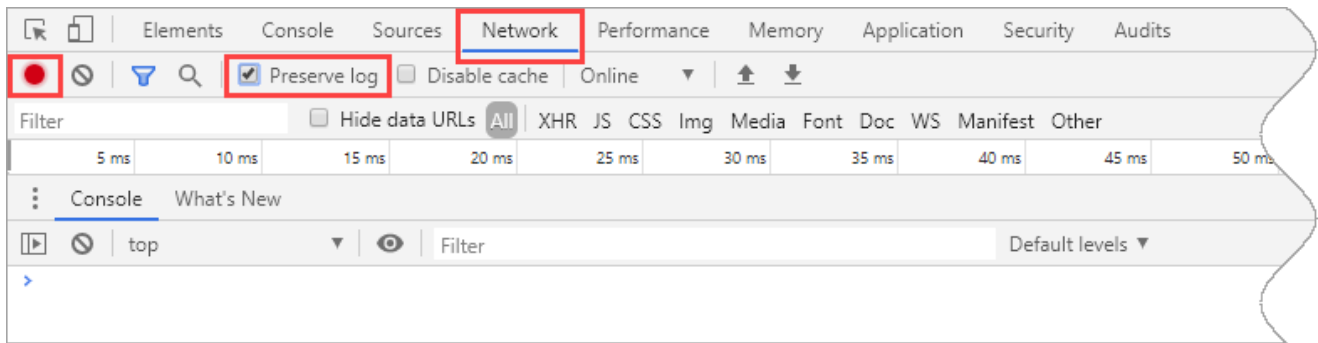 Elements Console Sources Network Performance Memory Application Security Audits
Preserve log Disable cache Online
Filter Hide data URLs All XHR JS CSS Img Media Font Doc WS Manifest Other
5 ms 10 ms 15 ms 20 ms 25 ms 30 ms 35 ms 40 ms 45 ms 50 ms
Console What's New
top Filter Default levels